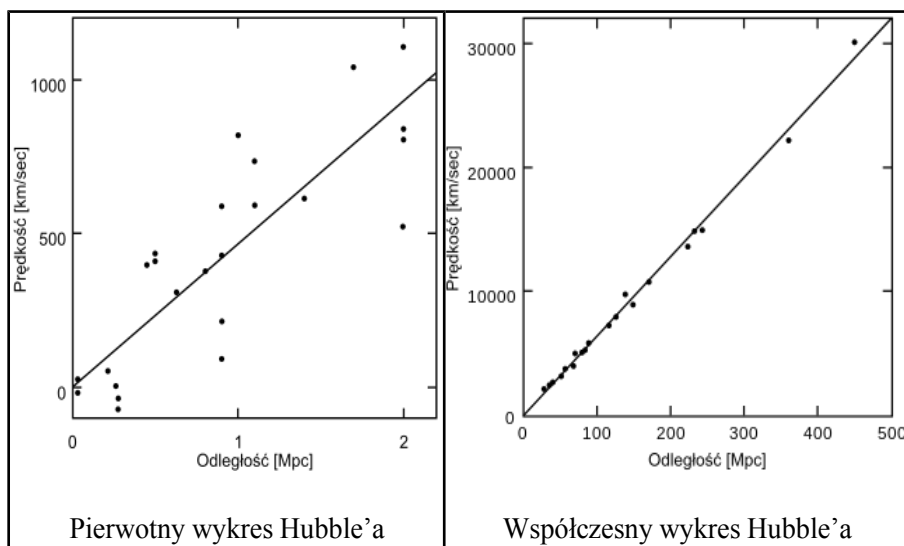 1000
500
0
Prędkość [km/sec]
0
1
2
Odległość [Mpc]
Pierwotny wykres Hubble’a
30000
20000
10000
0
Prędkość [km/sec]
0
100
200
300
400
500
Odległość [Mpc]
Współczesny wykres Hubble’a